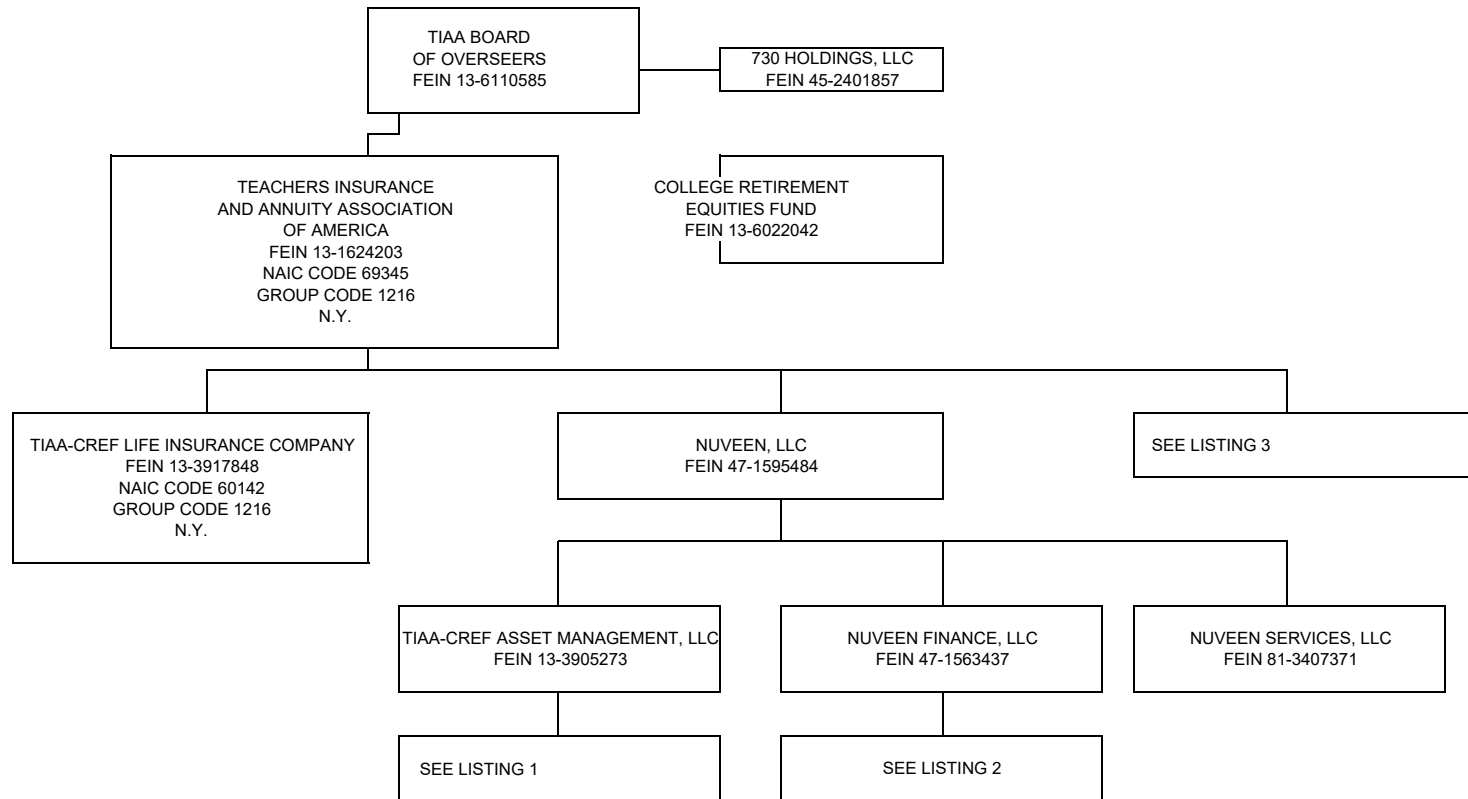 TIAA BOARD
OF OVERSEERS
FEIN 13-6110585
730 HOLDINGS, LLC
FEIN 45-2401857
TEACHERS INSURANCE
AND ANNUITY ASSOCIATION
OF AMERICA
FEIN 13-1624203
NAIC CODE 69345
GROUP CODE 1216
N.Y.
COLLEGE RETIREMENT
EQUITIES FUND
FEIN 13-6022042
TIAA-CREF LIFE INSURANCE COMPANY
FEIN 13-3917848
NAIC CODE 60142
GROUP CODE 1216
N.Y.
NUVEEN, LLC
FEIN 47-1595484
SEE LISTING 3
TIAA-CREF ASSET MANAGEMENT, LLC
FEIN 13-3905273
NUVEEN FINANCE, LLC
FEIN 47-1563437
NUVEEN SERVICES, LLC
FEIN 81-3407371
SEE LISTING 1
SEE LISTING 2